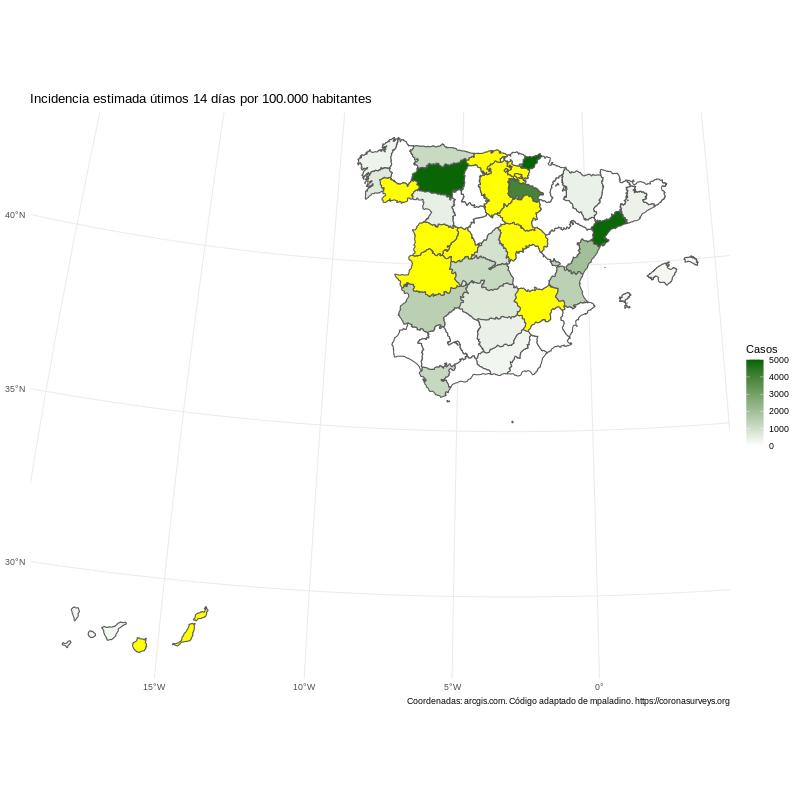 Incidencia estimada útimos 14 días por 100.000 habitantes
40°N
35°N
30°N
15°W
10°W
5°W
0°
Casos
5000
4000
3000
2000
1000
0
Coordenadas: arcgis.com. Código adaptado de mpaladino. https://coronasurveys.org